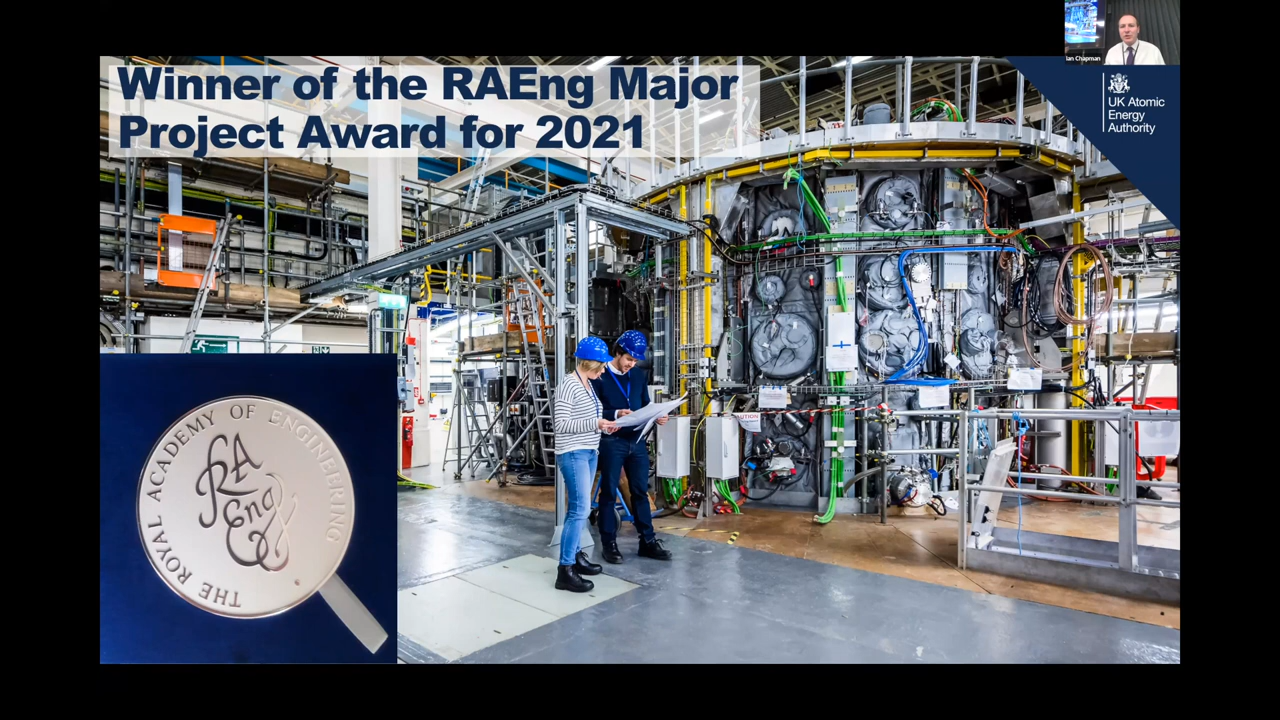 Winner of the RAEng Major
Project Award for 2021
Ian Chapman
UK Atomic
Energy
Authority
CAUTION
THE ROYAL ACADEMY OF ENGINEERING
RA
Eng